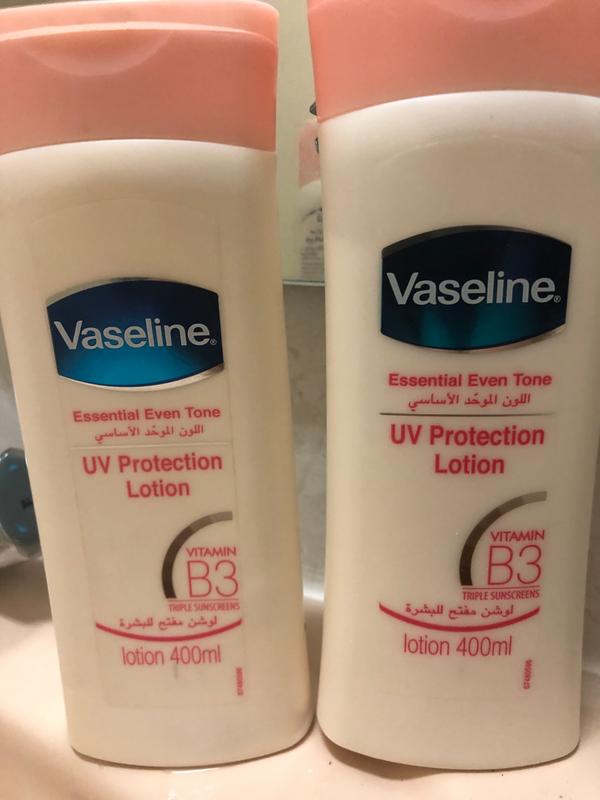 Vaseline®
Essential Even Tone
اللون الموحّد الأساسي
UV Protection
Lotion
VITAMIN
B3
TRIPLE SUNSCREENS
لوشن مفتح للبشرة
lotion 400ml
Vaseline®
Essential Even Tone
اللون الموحّد الأساسي
UV Protection
Lotion
VITAMIN
B3
TRIPLE SUNSCREENS
لوشن مفتح للبشرة
lotion 400ml